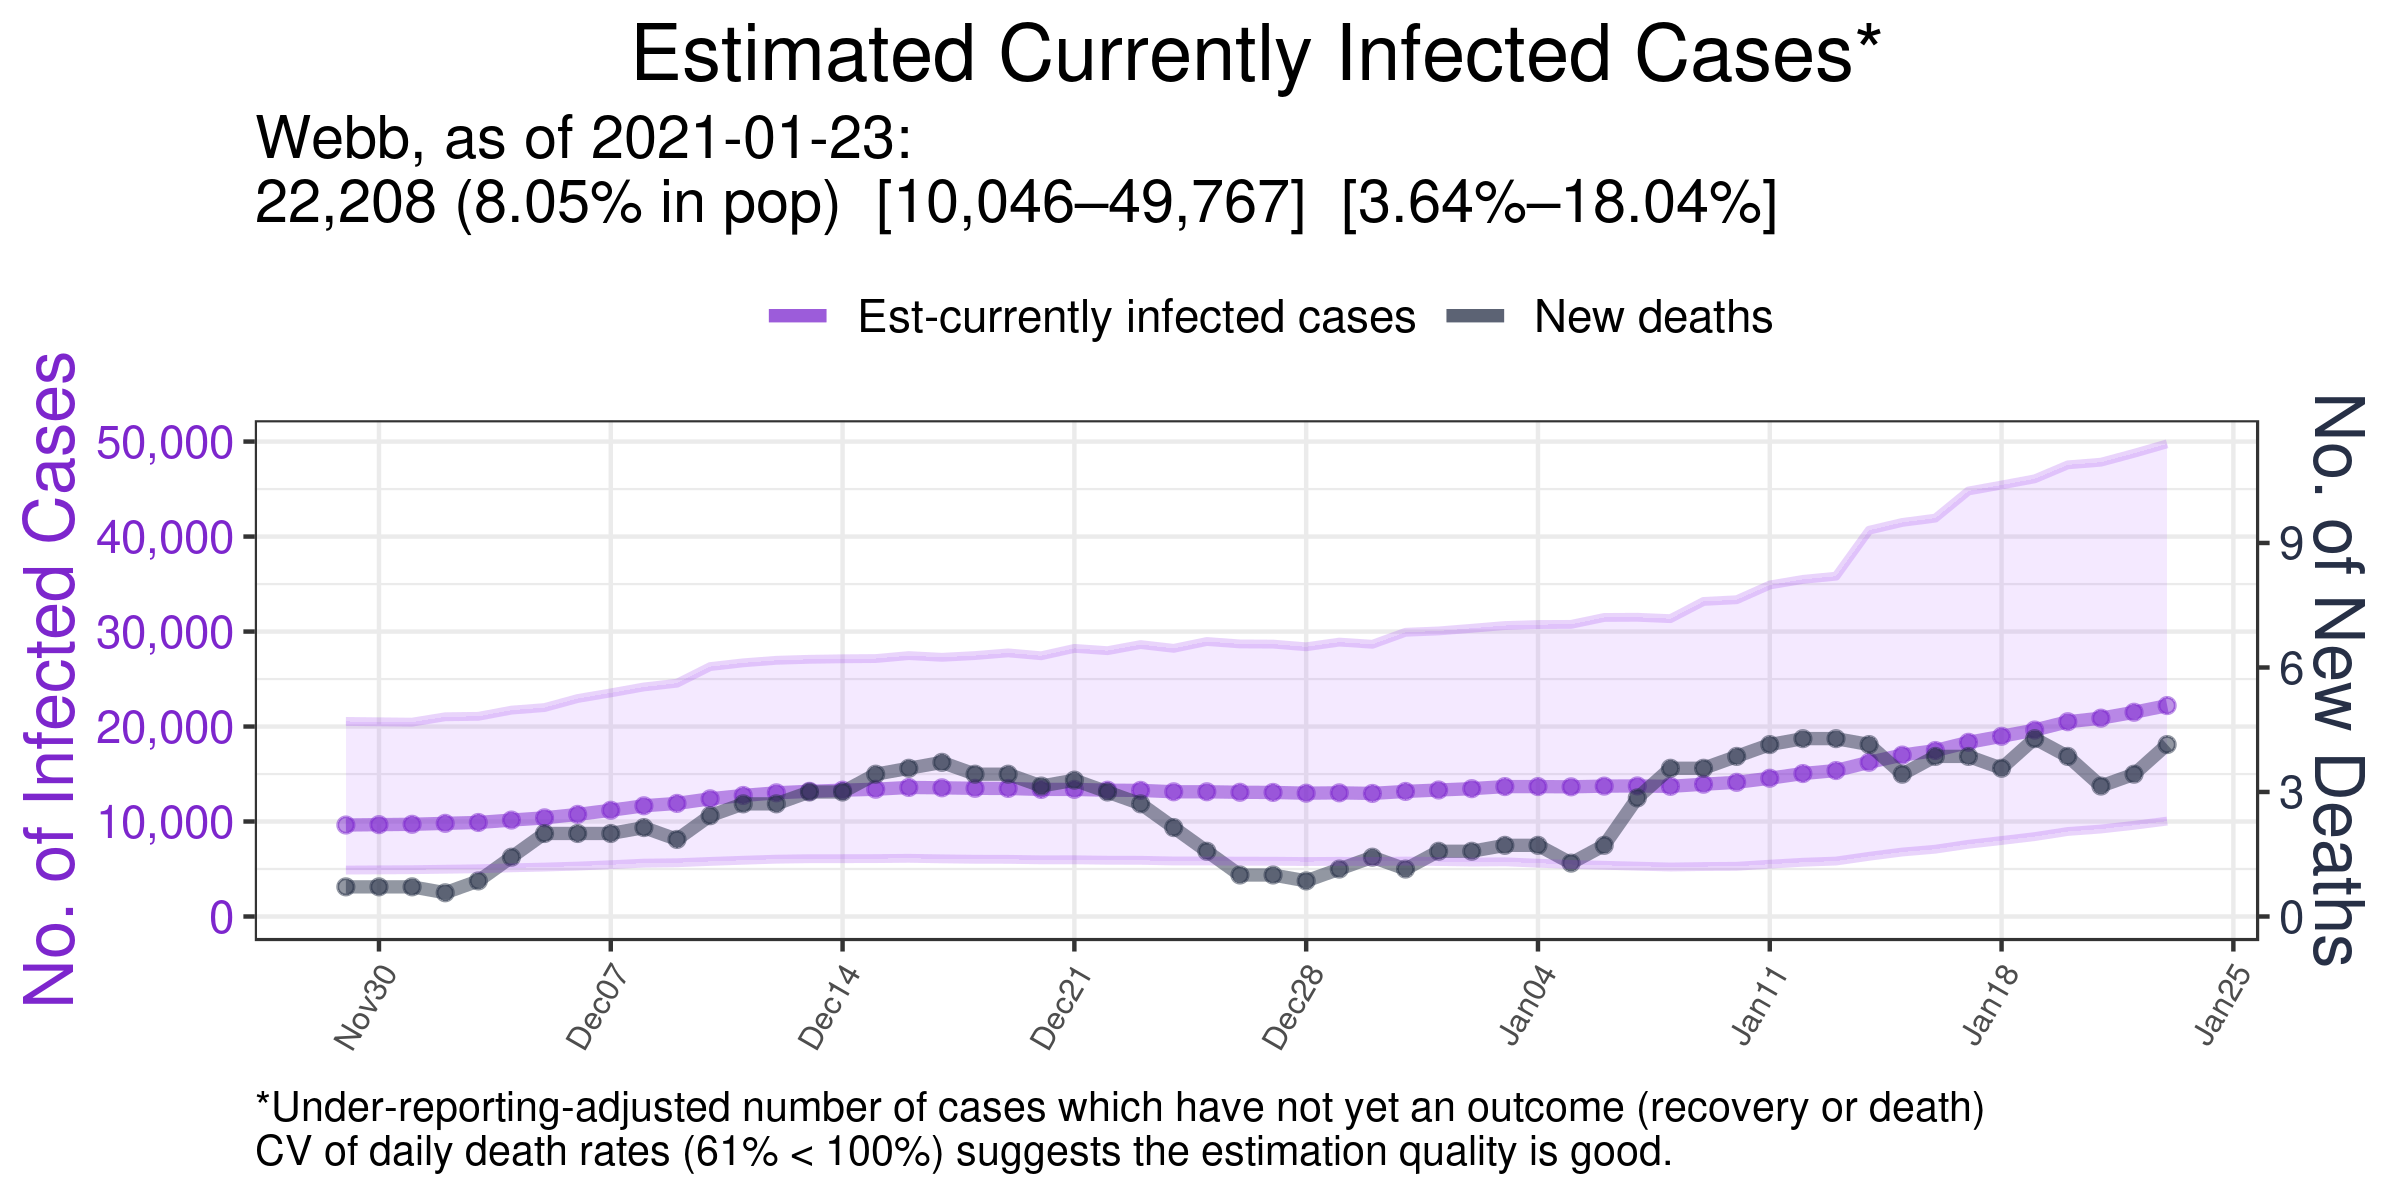 Estimated Currently Infected Cases*
Webb, as of 2021-01-23:
22,208 (8.05% in pop)  [10,046–49,767]  [3.64%–18.04%]
Est-currently infected cases
New deaths
No. of Infected Cases
50,000
40,000
30,000
20,000
10,000
0
No. of New Deaths
9
6
3
0
Nov30
Dec07
Dec14
Dec21
Dec28
Jan04
Jan11
Jan18
Jan25
*Under-reporting-adjusted number of cases which have not yet an outcome (recovery or death)
CV of daily death rates (61% < 100%) suggests the estimation quality is good.